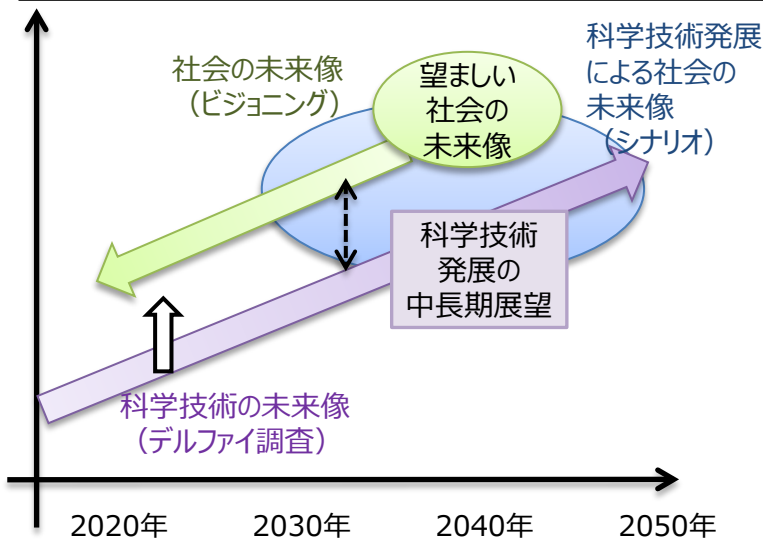 社会の未来像
（ビジョニング）
望ましい
社会の
未来像
科学技術発展
による社会の
未来像
（シナリオ）
科学技術
発展の
中長期展望
科学技術の未来像
（デルファイ調査）
2020年
2030年
2040年
2050年